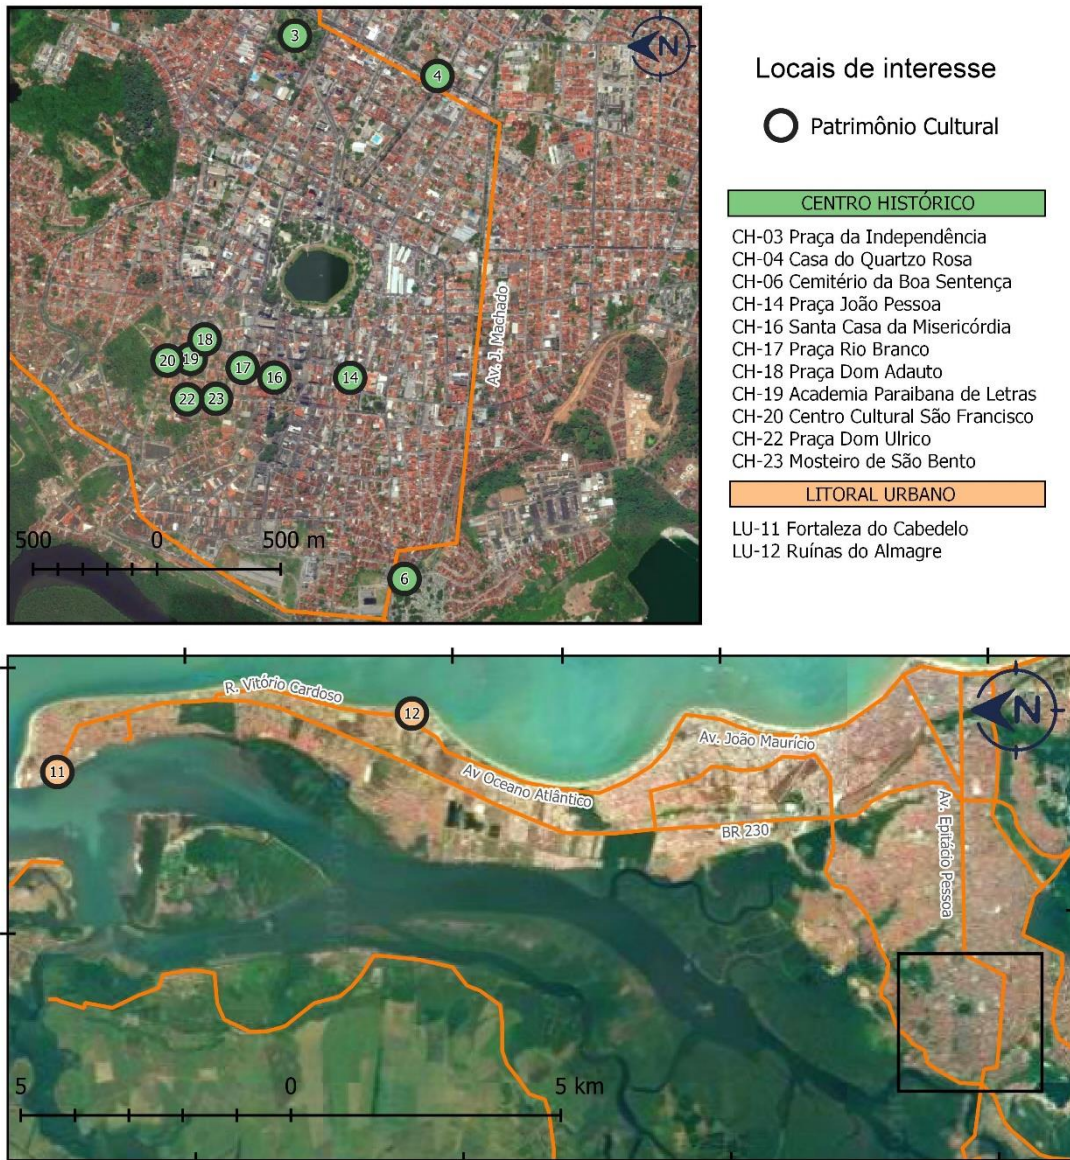 3
N
4
Locais de interesse
Patrimônio Cultural
CENTRO HISTÓRICO
CH-03 Praça da Independência
CH-04 Casa do Quartzo Rosa
CH-06 Cemitério da Boa Sentença
CH-14 Praça João Pessoa
CH-16 Santa Casa da Misericórdia
CH-17 Praça Rio Branco
CH-18 Praça Dom Adauto
CH-19 Academia Paraibana de Letras
CH-20 Centro Cultural São Francisco
CH-22 Praça Dom Ulrico
CH-23 Mosteiro de São Bento
LITORAL URBANO
LU-11 Fortaleza do Cabedelo
LU-12 Ruínas do Almagre
Av. J. Machado
18
20 19
17
16
14
22 23
500 0 500 m
6
R. Vitório Cardoso
12
N
11
Av. João Maurício
Av Oceano Atlântico
BR 230
Av. Epitácio Pessoa
5 0 5 km